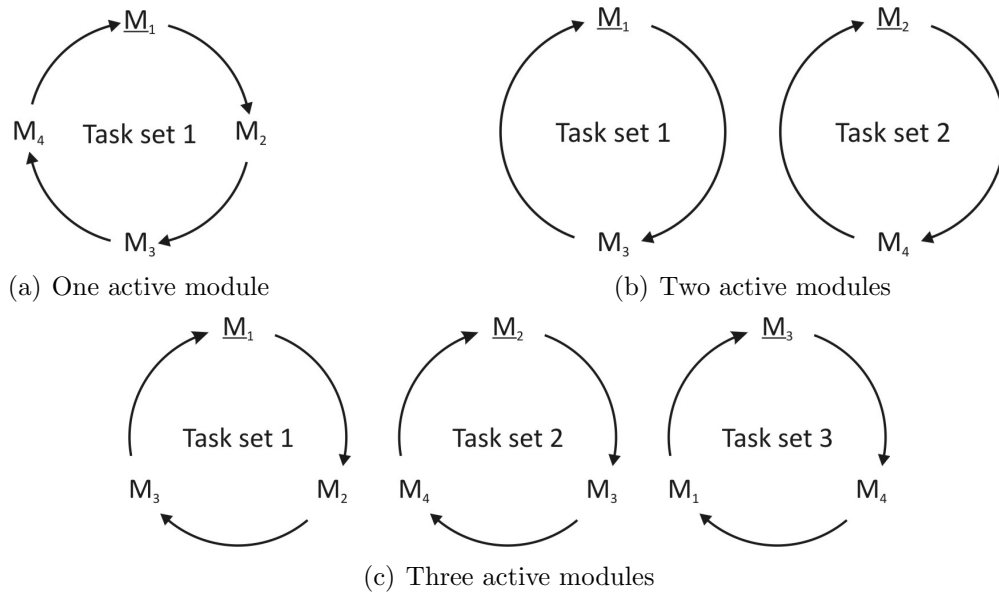 M₁
M₄ Task set 1 M₂
M₃
(a) One active module
M₁ M₂
Task set 1 Task set 2
M₃ M₄
(b) Two active modules
M₁ M₂ M₃
Task set 1 Task set 2 Task set 3
M₃ M₂ M₄ M₃ M₁ M₄
(c) Three active modules